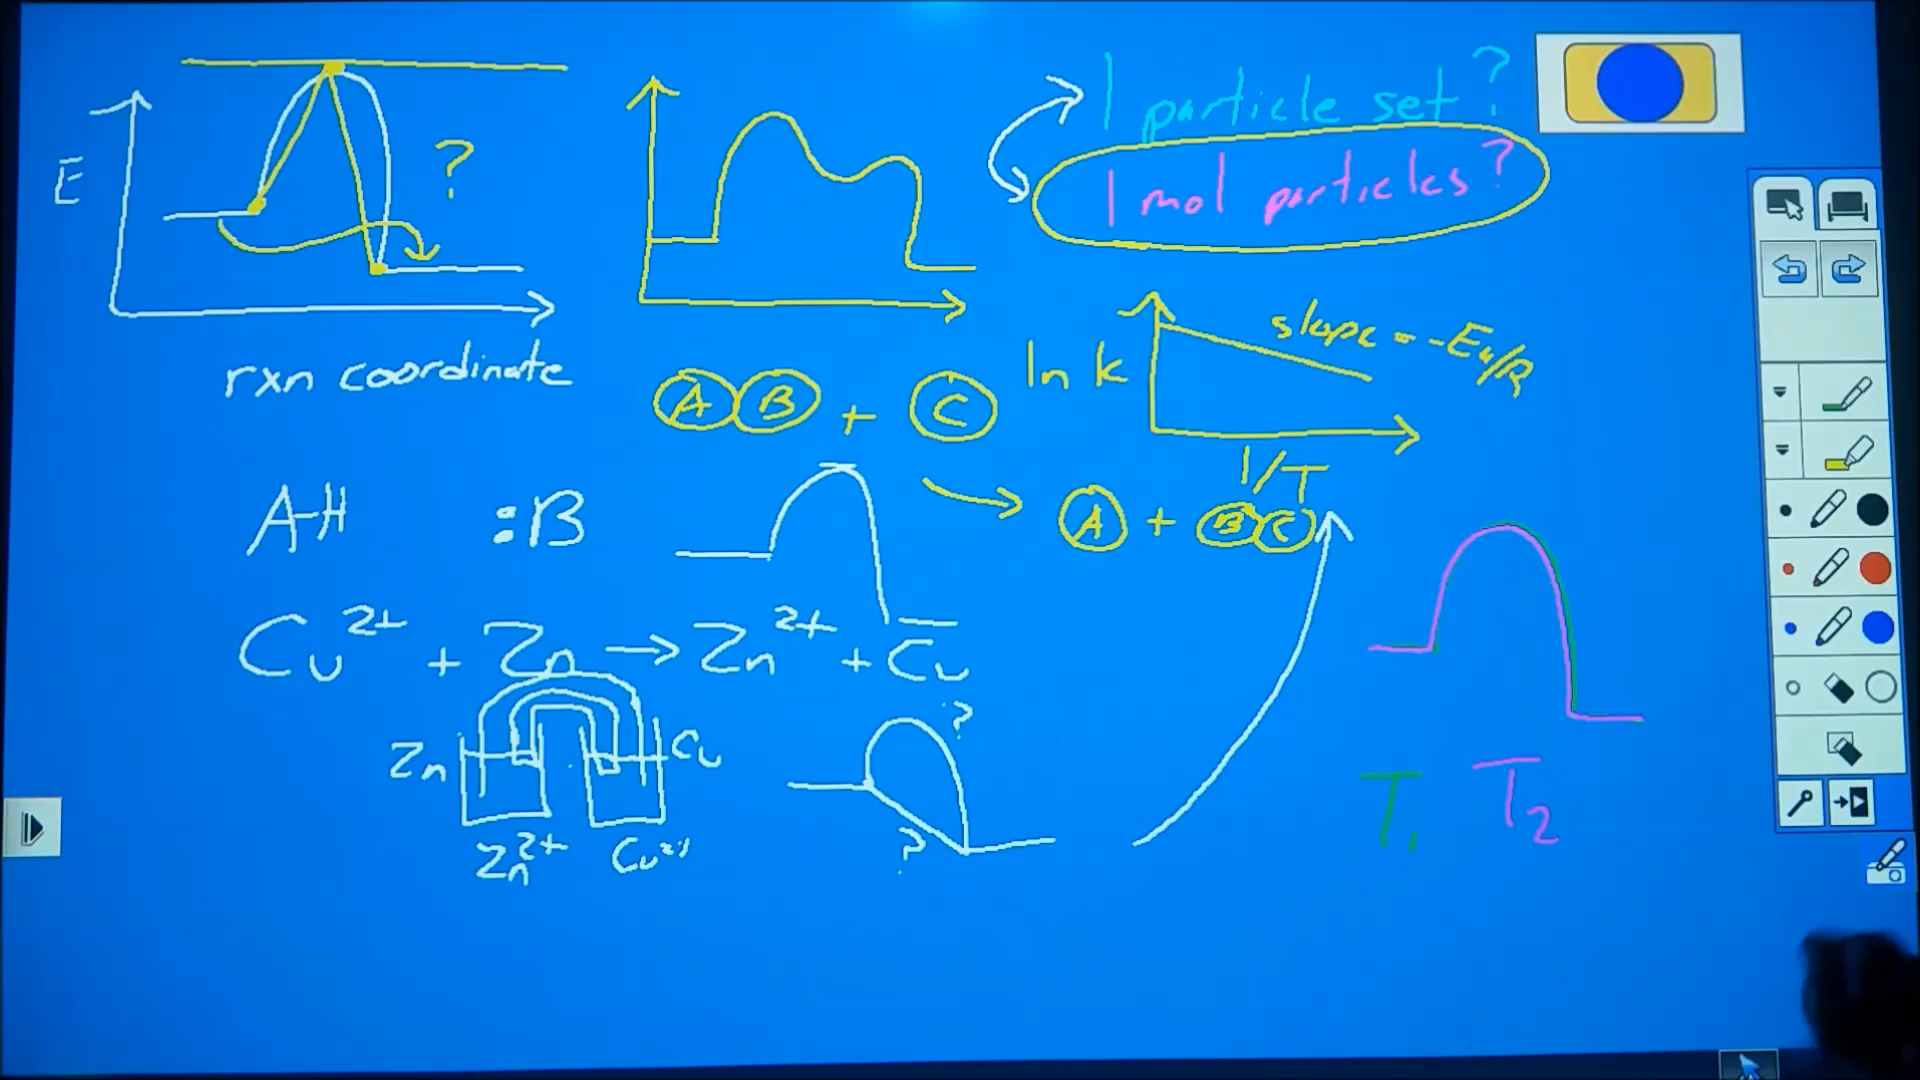 E
?
rxn coordinate
1 particle set?
1 mol particles?
ln k
slope = -Ea/R
1/T
A B + C
A + B C
A-H :B
Cu2+ + Zn → Zn2+ + Cu
Zn Cu
Zn2+ Cu2+
?
?
T1 T2